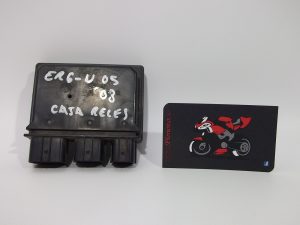 ER6-N 05
'08
CAJA RELES